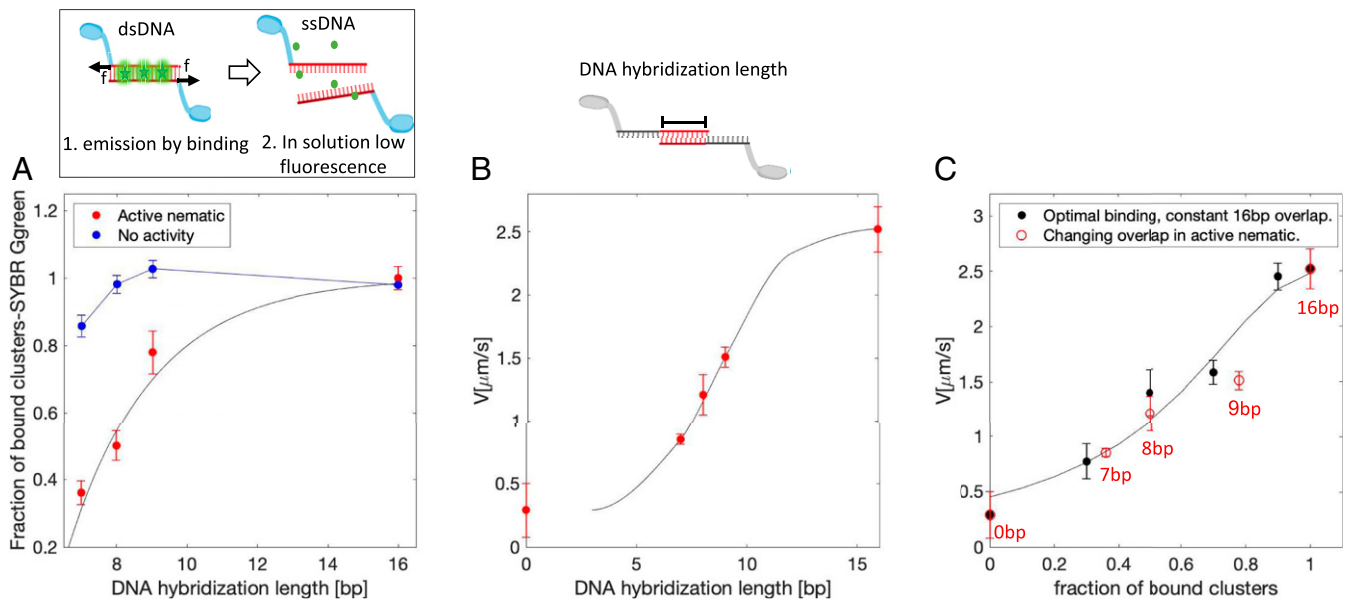 dsDNA
ssDNA
f
f
1. emission by binding
2. In solution low
fluorescence
DNA hybridization length
A
B
C
Fraction of bound clusters-SYBR Ggreen
1.2
1
0.8
0.6
0.4
0.2
Active nematic
No activity
8
10
12
14
16
DNA hybridization length [bp]
V[μm/s]
2.5
2
1.5
1
0.5
0
0
5
10
15
DNA hybridization length [bp]
V[μm/s]
3
2.5
2
1.5
1
0.5
0
Optimal binding, constant 16bp overlap.
Changing overlap in active nematic.
16bp
9bp
8bp
7bp
0bp
0
0.2
0.4
0.6
0.8
1
fraction of bound clusters